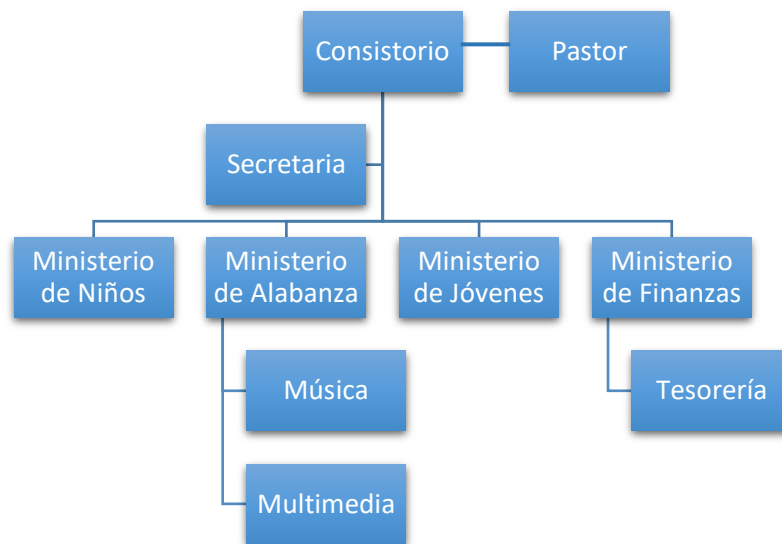 Consistorio
Pastor
Secretaria
Ministerio
de Niños
Ministerio
de Alabanza
Ministerio
de Jóvenes
Ministerio
de Finanzas
Música
Tesorería
Multimedia